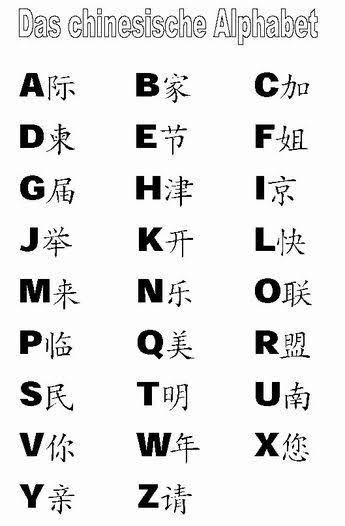 Das chinesische Alphabet
A际 B家 C加
D柬 E节 F姐
G届 H津 I京
J举 K开 L快
M来 N乐 O联
P临 Q美 R盟
S民 T明 U南
V你 W年 X您
Y亲 Z请